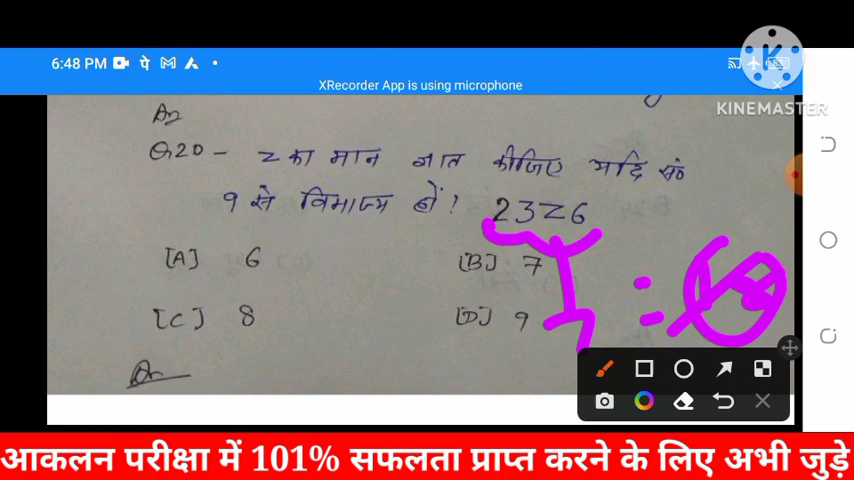 6:48 PM
XRecorder App is using microphone
KINEMASTER
Q.20 - z का मान ज्ञात कीजिए यदि सं०
9 से विभाज्य हों! 23Z6
[A] 6 [B] 7
[C] 8 [D] 9
आकलन परीक्षा में 101% सफलता प्राप्त करने के लिए अभी जुड़े